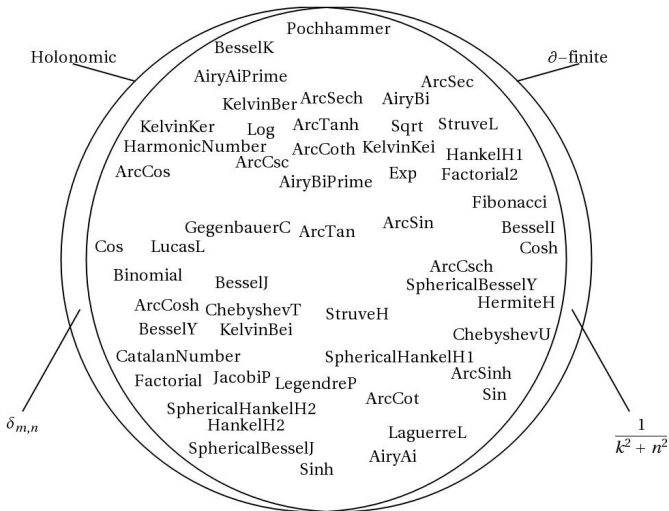 Pochhammer
BesselK
Holonomic
∂−finite
AiryAiPrime
ArcSec
KelvinBer
ArcSech
AiryBi
KelvinKer
Log
ArcTanh
Sqrt
StruveL
HarmonicNumber
ArcCoth
KelvinKei
HankelH1
ArcCos
ArcCsc
AiryBiPrime
Exp
Factorial2
Fibonacci
GegenbauerC
ArcTan
ArcSin
BesselI
Cos
LucasL
Cosh
Binomial
BesselJ
ArcCsch
SphericalBesselY
HermiteH
ArcCosh
ChebyshevT
StruveH
BesselY
KelvinBei
ChebyshevU
CatalanNumber
SphericalHankelH1
Factorial
JacobiP
LegendreP
ArcSinh
ArcCot
Sin
SphericalHankelH2
HankelH2
LaguerreL
δm,n
1
k² + n²
SphericalBesselJ
AiryAi
Sinh